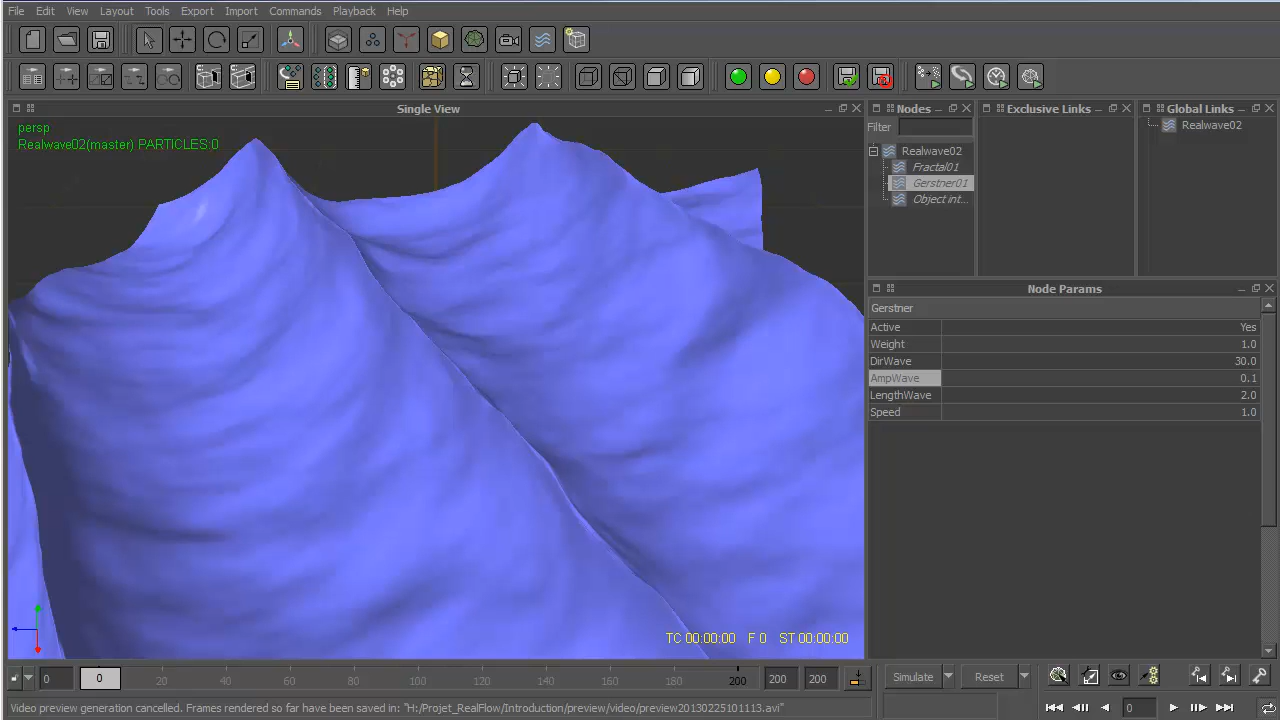 File Edit View Layout Tools Export Import Commands Playback Help
Single View
persp
Realwave02(master) PARTICLES:0
TC 00:00:00 F 0 ST 00:00:00
Nodes
Filter
Realwave02
Fractal01
Gerstner01
Object int...
Exclusive Links
Global Links
Realwave02
Node Params
Gerstner
Active Yes
Weight 1.0
DirWave 30.0
AmpWave 0.1
LengthWave 2.0
Speed 1.0
0 0 20 40 60 80 100 120 140 160 180 200 200 200
Simulate Reset
0
Video preview generation cancelled. Frames rendered so far have been saved in: "H:/Projet_RealFlow/Introduction/preview/video/preview20130225101113.avi"